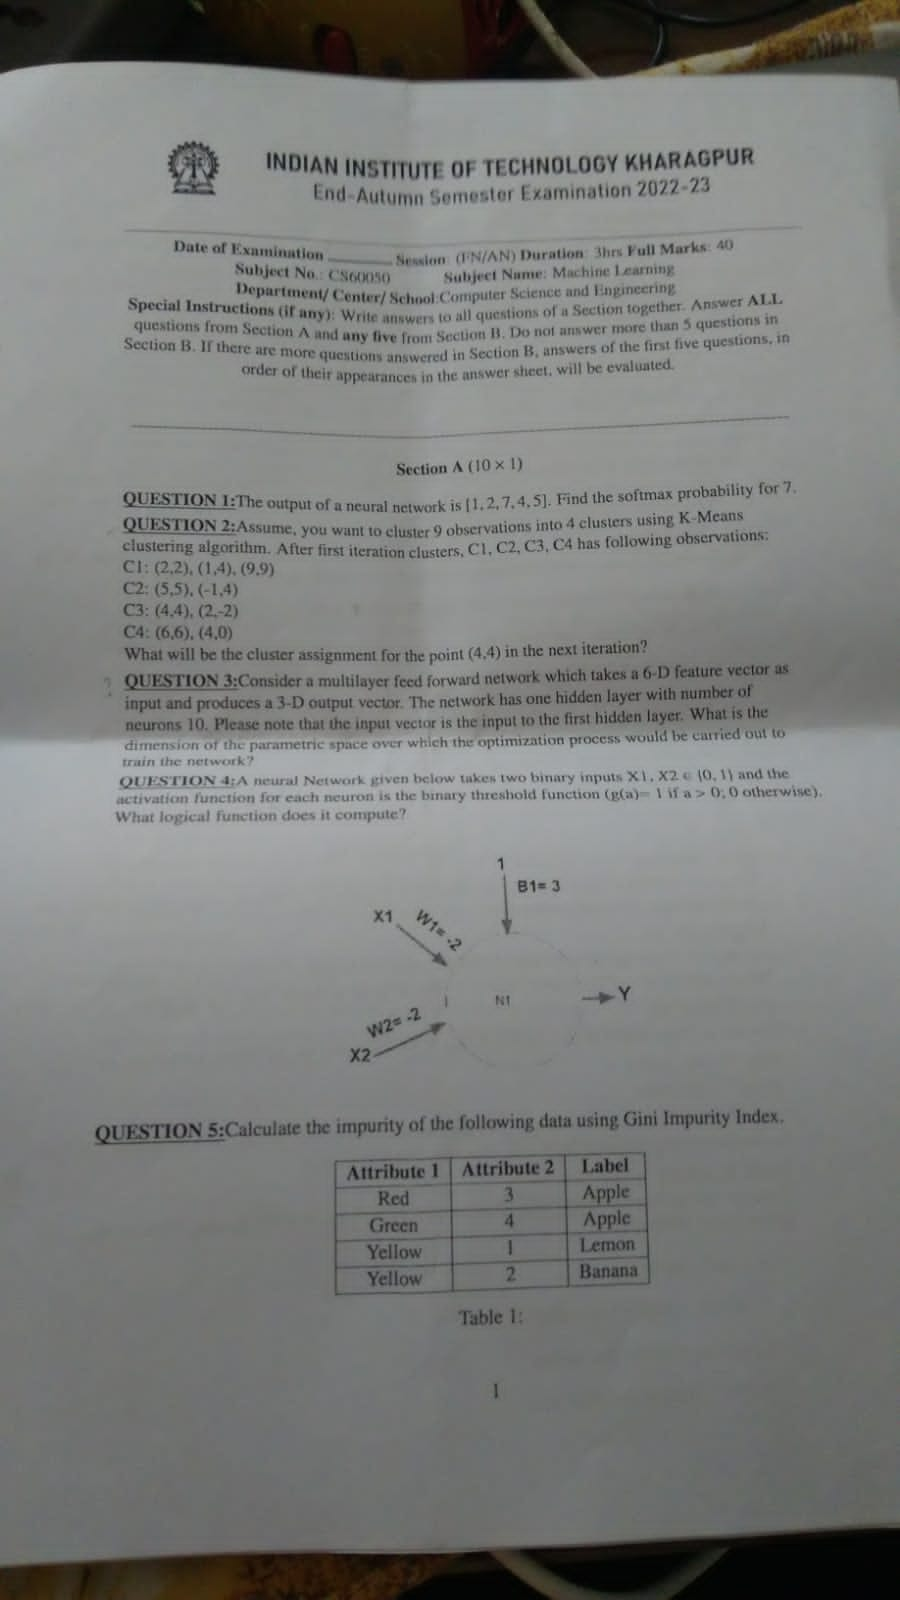 INDIAN INSTITUTE OF TECHNOLOGY KHARAGPUR
End-Autumn Semester Examination 2022-23
Date of Examination ________ Session: (FN/AN) Duration: 3hrs Full Marks: 40
Subject No.: CS60050 Subject Name: Machine Learning
Department/ Center/ School:Computer Science and Engineering
Special Instructions (if any): Write answers to all questions of a Section together. Answer ALL
questions from Section A and any five from Section B. Do not answer more than 5 questions in
Section B. If there are more questions answered in Section B, answers of the first five questions, in
order of their appearances in the answer sheet, will be evaluated.
Section A (10 × 1)
QUESTION 1:The output of a neural network is [1, 2, 7, 4, 5]. Find the softmax probability for 7.
QUESTION 2:Assume, you want to cluster 9 observations into 4 clusters using K-Means
clustering algorithm. After first iteration clusters, C1, C2, C3, C4 has following observations:
C1: (2,2), (1,4), (9,9)
C2: (5,5), (-1,4)
C3: (4,4), (2,-2)
C4: (6,6), (4,0)
What will be the cluster assignment for the point (4,4) in the next iteration?
? QUESTION 3:Consider a multilayer feed forward network which takes a 6-D feature vector as
input and produces a 3-D output vector. The network has one hidden layer with number of
neurons 10. Please note that the input vector is the input to the first hidden layer. What is the
dimension of the parametric space over which the optimization process would be carried out to
train the network?
QUESTION 4:A neural Network given below takes two binary inputs X1, X2 ∈ {0, 1} and the
activation function for each neuron is the binary threshold function (g(a)= 1 if a > 0; 0 otherwise).
What logical function does it compute?
1
B1= 3
X1 W1= -2
N1 Y
W2= -2
X2
QUESTION 5:Calculate the impurity of the following data using Gini Impurity Index.
Attribute 1 Attribute 2 Label
Red 3 Apple
Green 4 Apple
Yellow 1 Lemon
Yellow 2 Banana
Table 1:
1